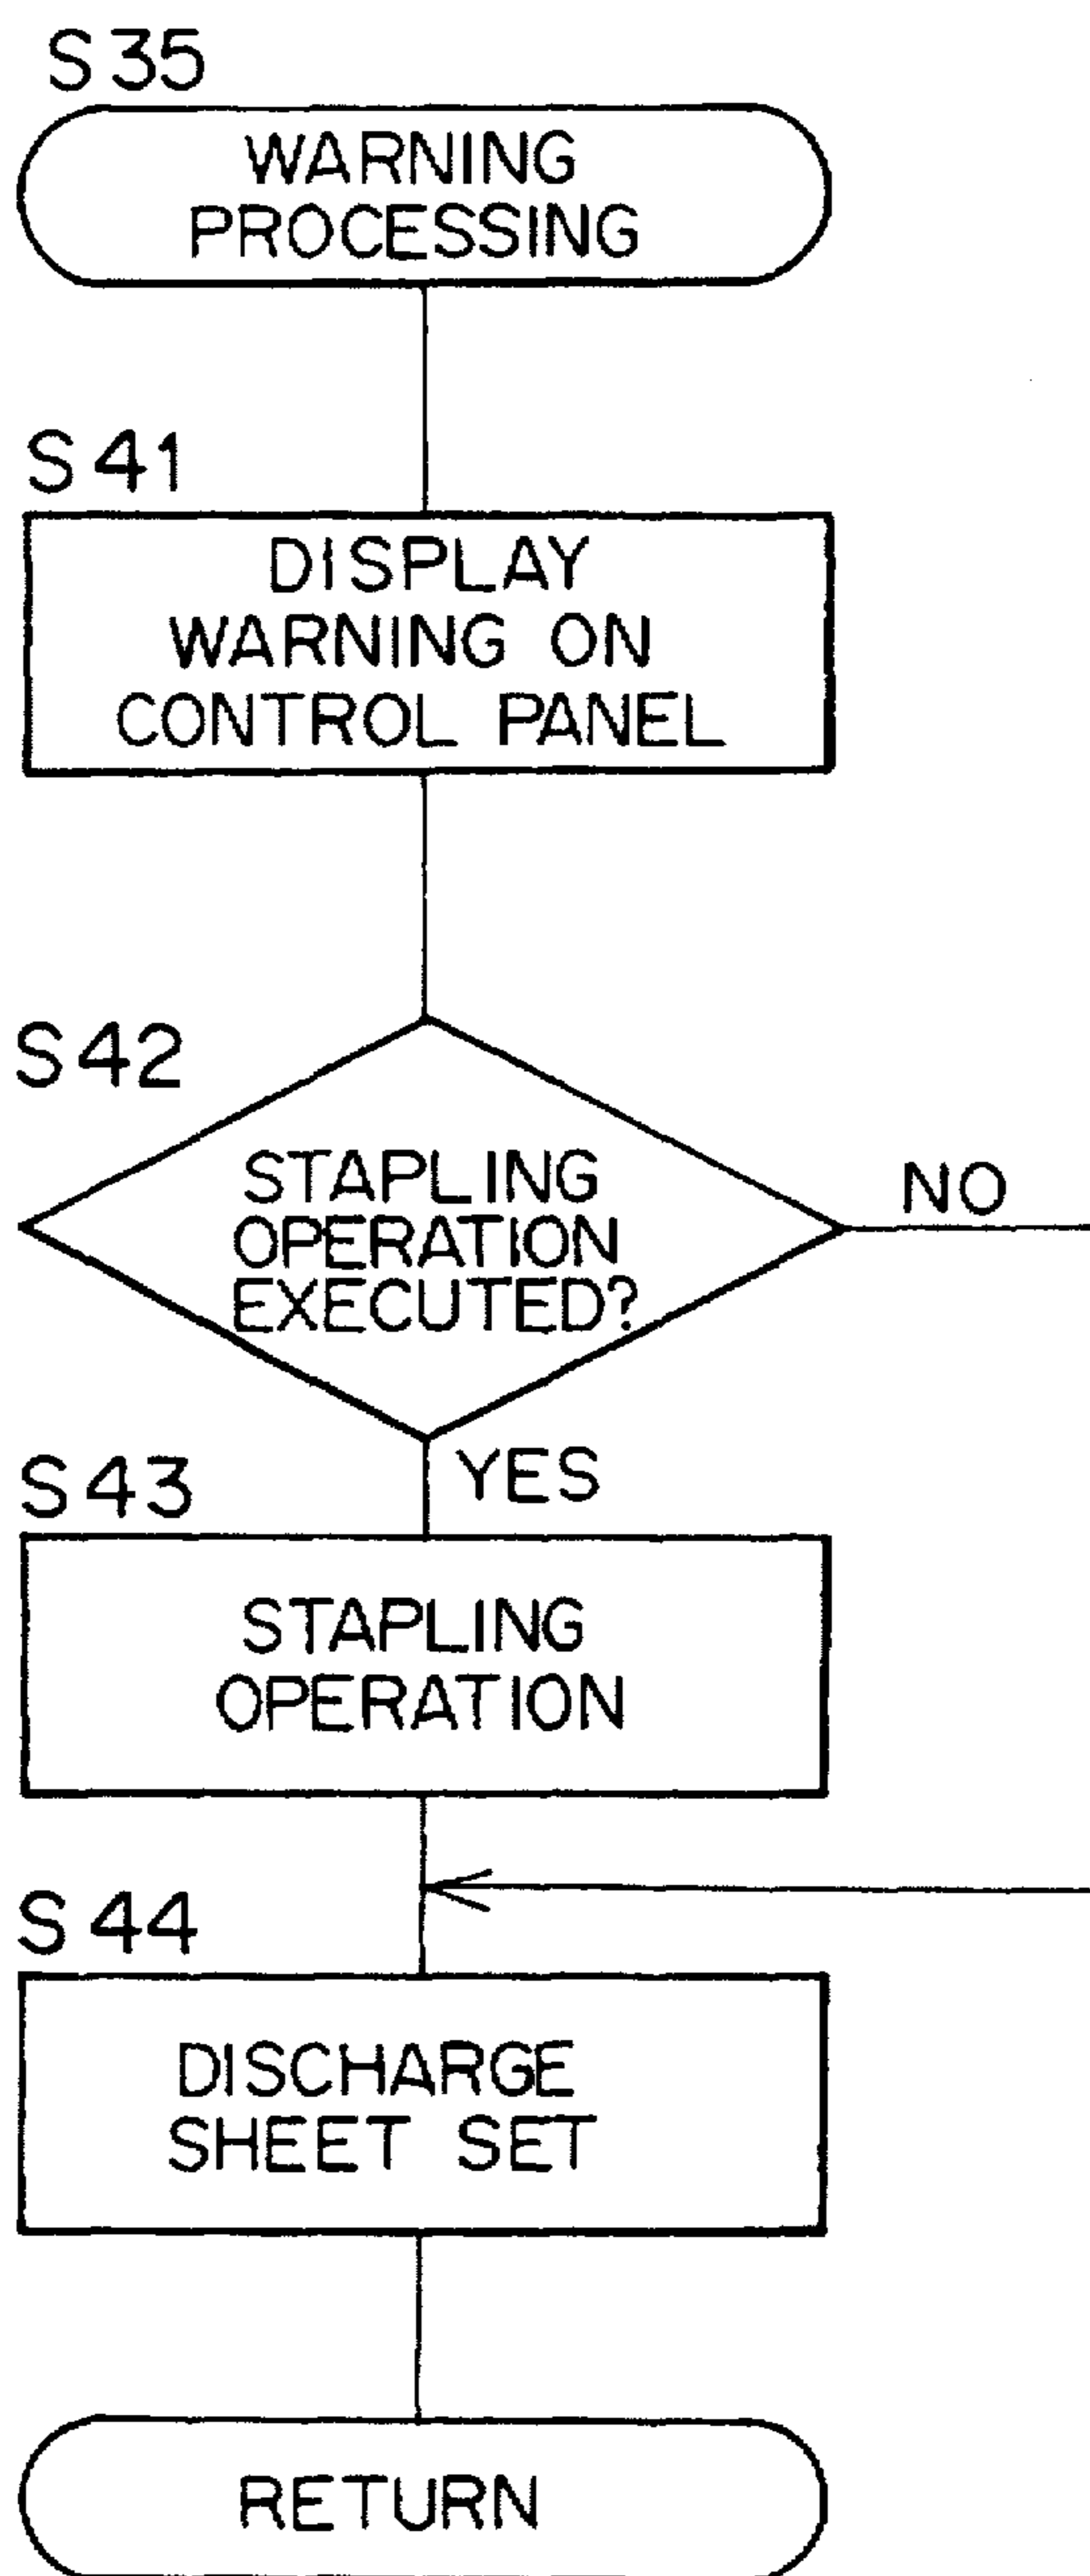 S35
WARNING
PROCESSING
S41
DISPLAY
WARNING ON
CONTROL PANEL
S42
STAPLING
OPERATION
EXECUTED?
NO
YES
S43
STAPLING
OPERATION
S44
DISCHARGE
SHEET SET
RETURN